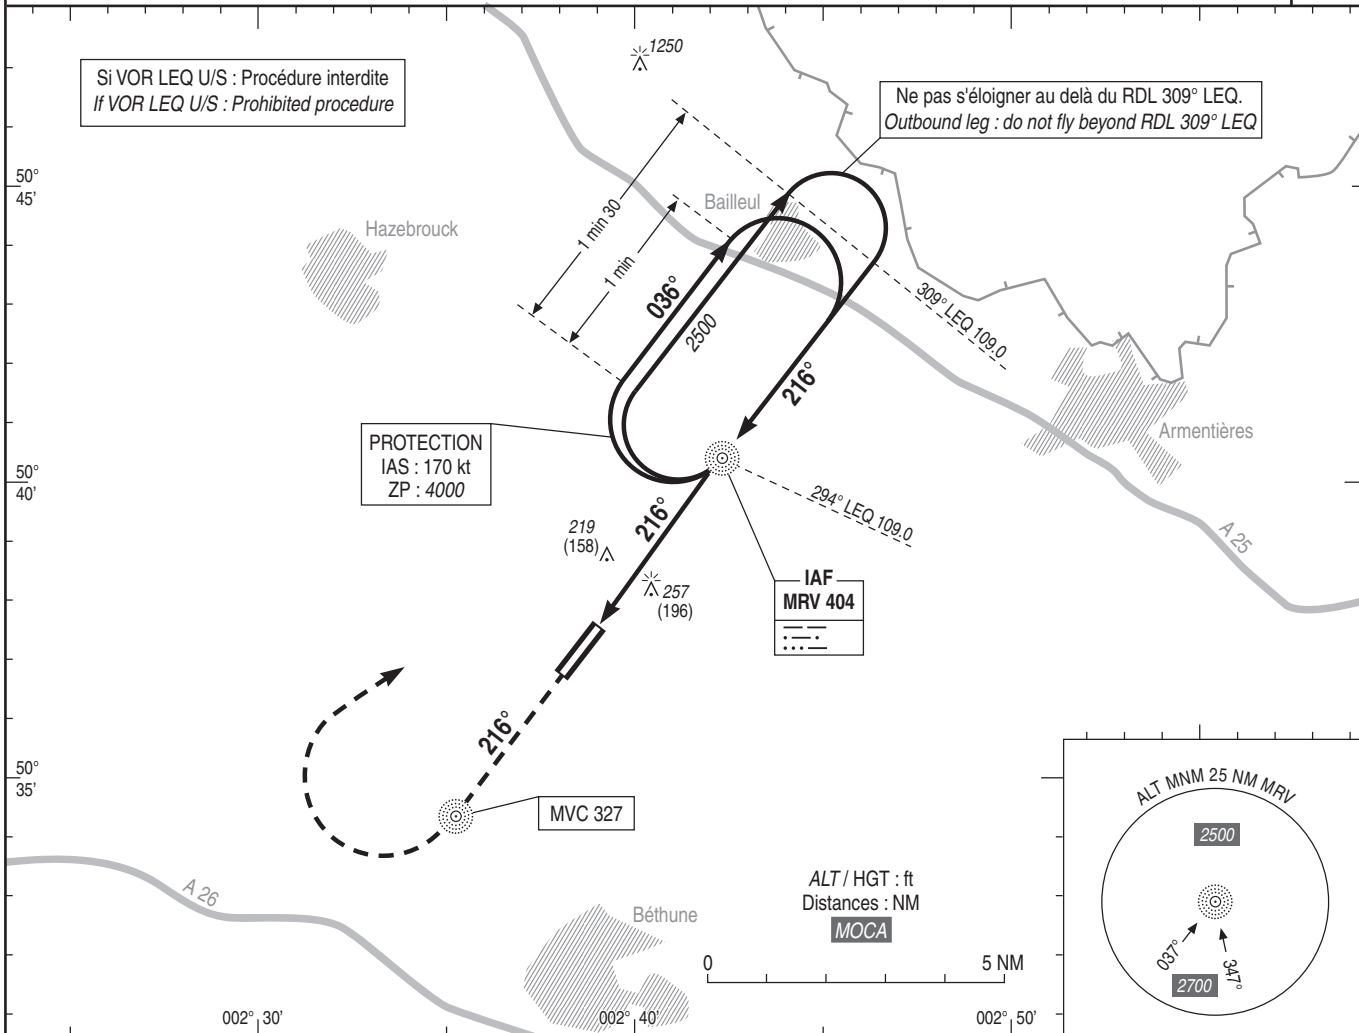 1250
Si VOR LEQ U/S : Procédure interdite
If VOR LEQ U/S : Prohibited procedure
Ne pas s'éloigner au delà du RDL 309° LEQ.
Outbound leg : do not fly beyond RDL 309° LEQ
50°
45'
Bailleul
Hazebrouck
1 min 30
1 min
036°
2500
309° LEQ 109.0
216°
Armentières
PROTECTION
IAS : 170 kt
ZP : 4000
50°
40'
294° LEQ 109.0
216°
219
(158)
A 25
257
(196)
IAF
MRV 404
216°
50°
35'
MVC 327
ALT MNM 25 NM MRV
2500
037°
347°
2700
A 26
Béthune
ALT / HGT : ft
Distances : NM
MOCA
0
5 NM
002° 30'
002° 40'
002° 50'